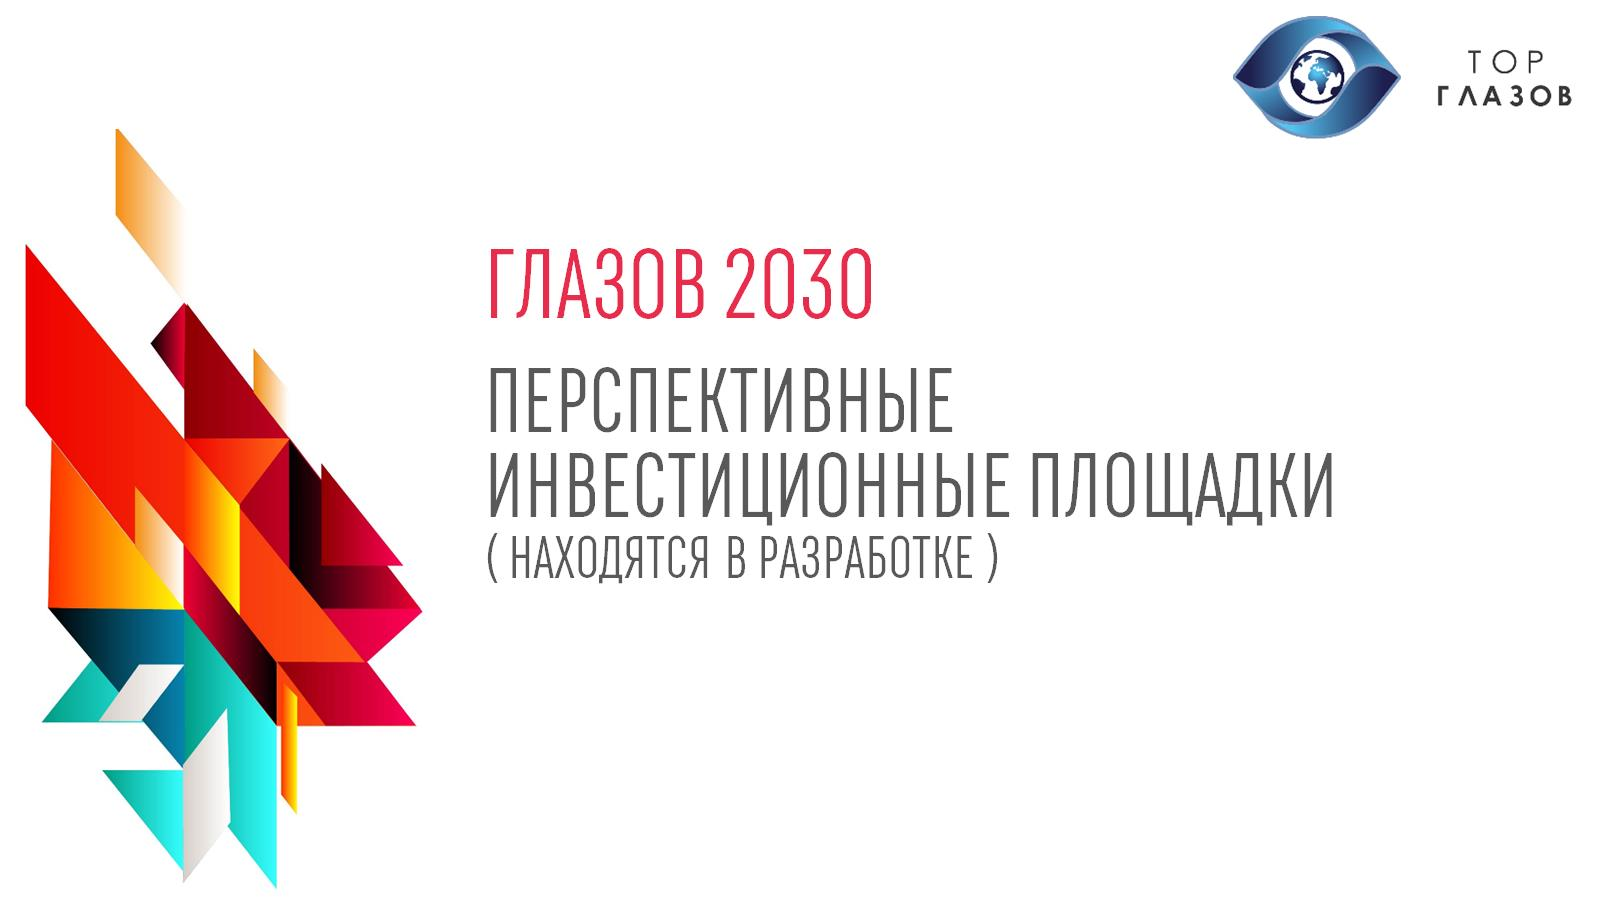 ТОР
ГЛАЗОВ
ГЛАЗОВ 2030
ПЕРСПЕКТИВНЫЕ
ИНВЕСТИЦИОННЫЕ ПЛОЩАДКИ
( НАХОДЯТСЯ В РАЗРАБОТКЕ )